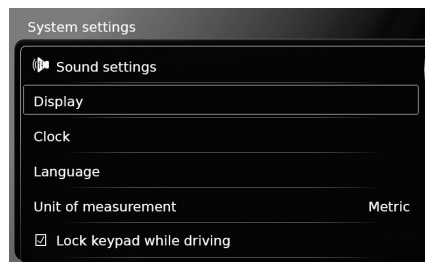 System settings
Sound settings
Display
Clock
Language
Unit of measurement Metric
Lock keypad while driving